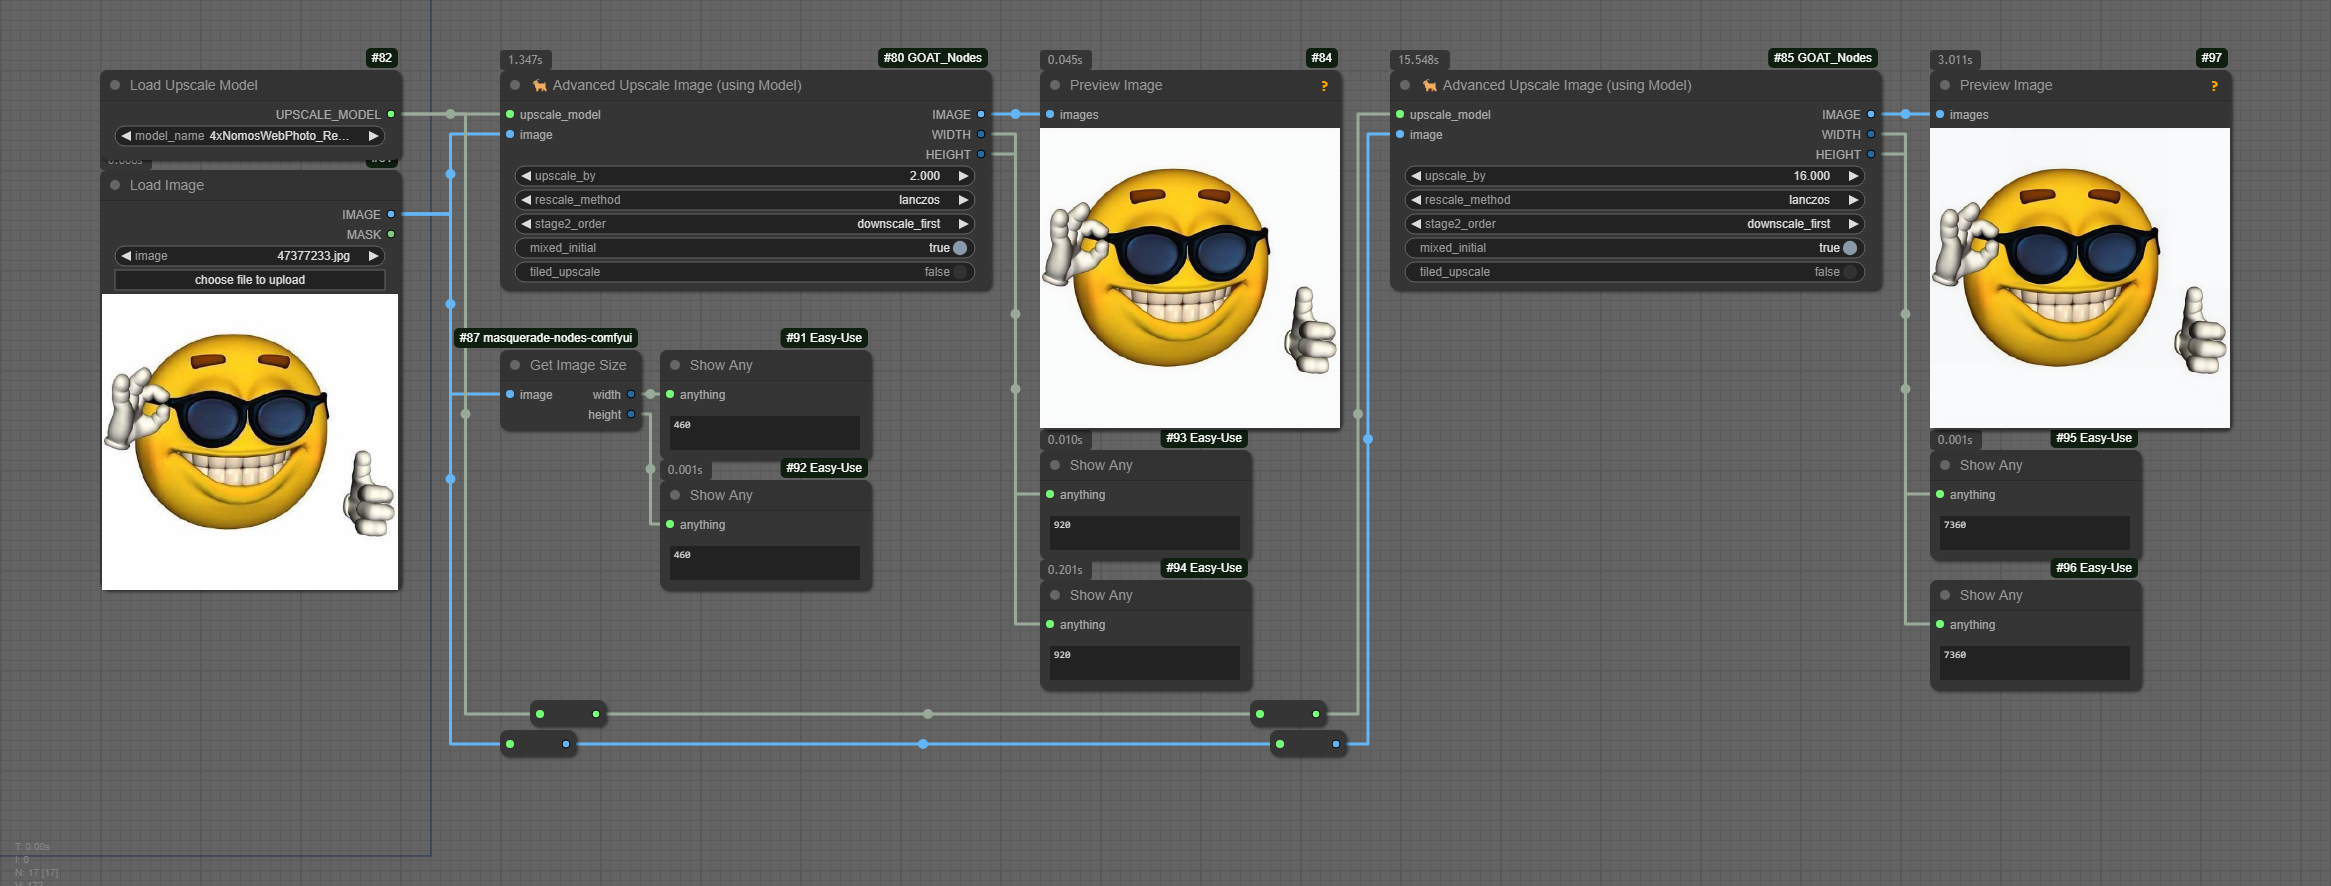 #82
Load Upscale Model
UPSCALE_MODEL
model_name 4xNomosWebPhoto_Re...
Load Image
IMAGE
MASK
image 47377233.jpg
choose file to upload
1.347s
#80 GOAT_Nodes
Advanced Upscale Image (using Model)
upscale_model IMAGE
image WIDTH
HEIGHT
upscale_by 2.000
rescale_method lanczos
stage2_order downscale_first
mixed_initial true
tiled_upscale false
#87 masquerade-nodes-comfyui
Get Image Size
image width
height
#91 Easy-Use
Show Any
anything
460
0.001s
#92 Easy-Use
Show Any
anything
460
0.045s
#84
Preview Image ?
images
0.010s
#93 Easy-Use
Show Any
anything
920
0.201s
#94 Easy-Use
Show Any
anything
920
15.548s
#85 GOAT_Nodes
Advanced Upscale Image (using Model)
upscale_model IMAGE
image WIDTH
HEIGHT
upscale_by 16.000
rescale_method lanczos
stage2_order downscale_first
mixed_initial true
tiled_upscale false
3.011s
#97
Preview Image ?
images
0.001s
#95 Easy-Use
Show Any
anything
7360
#96 Easy-Use
Show Any
anything
7360
T: 0.00s
I: 0
N: 17 [17]